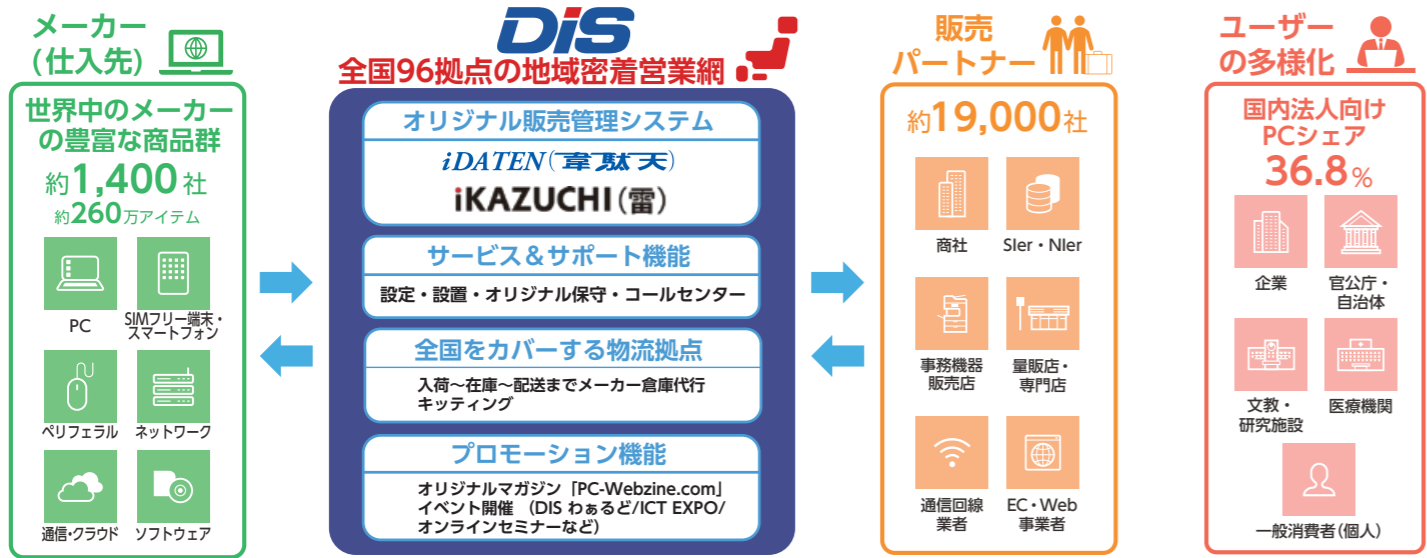 メーカー
(仕入先)
世界中のメーカー
の豊富な商品群
約1,400社
約260万アイテム
PC
SIMフリー端末・
スマートフォン
ペリフェラル
ネットワーク
通信・クラウド
ソフトウェア
DiS
全国96拠点の地域密着営業網
オリジナル販売管理システム
iDATEN(韋駄天)
iKAZUCHI(雷)
サービス&サポート機能
設定・設置・オリジナル保守・コールセンター
全国をカバーする物流拠点
入荷～在庫～配送までメーカー倉庫代行
キッティング
プロモーション機能
オリジナルマガジン「PC-Webzine.com」
イベント開催 (DIS わぁるど/ICT EXPO/
オンラインセミナーなど)
販売
パートナー
約19,000社
商社
SIer・NIer
事務機器
販売店
量販店・
専門店
通信回線
業者
EC・Web
事業者
ユーザー
の多様化
国内法人向け
PCシェア
36.8%
企業
官公庁・
自治体
文教・
研究施設
医療機関
一般消費者(個人)